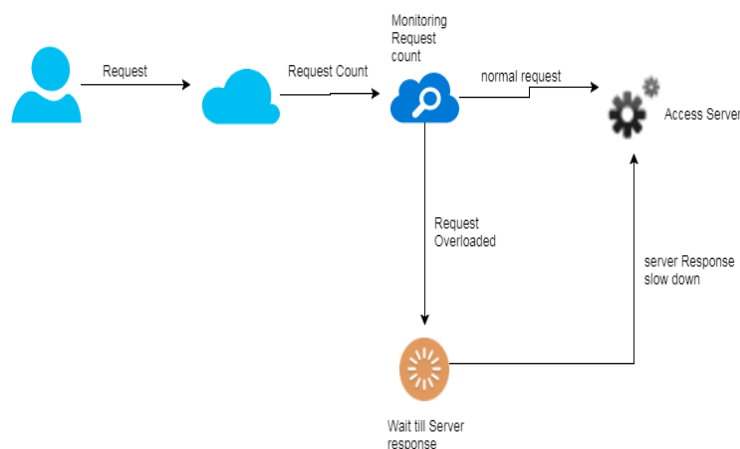 Monitoring
Request
count
Request
Request Count
normal request
Access Server
Request
Overloaded
server Response
slow down
Wait till Server
response